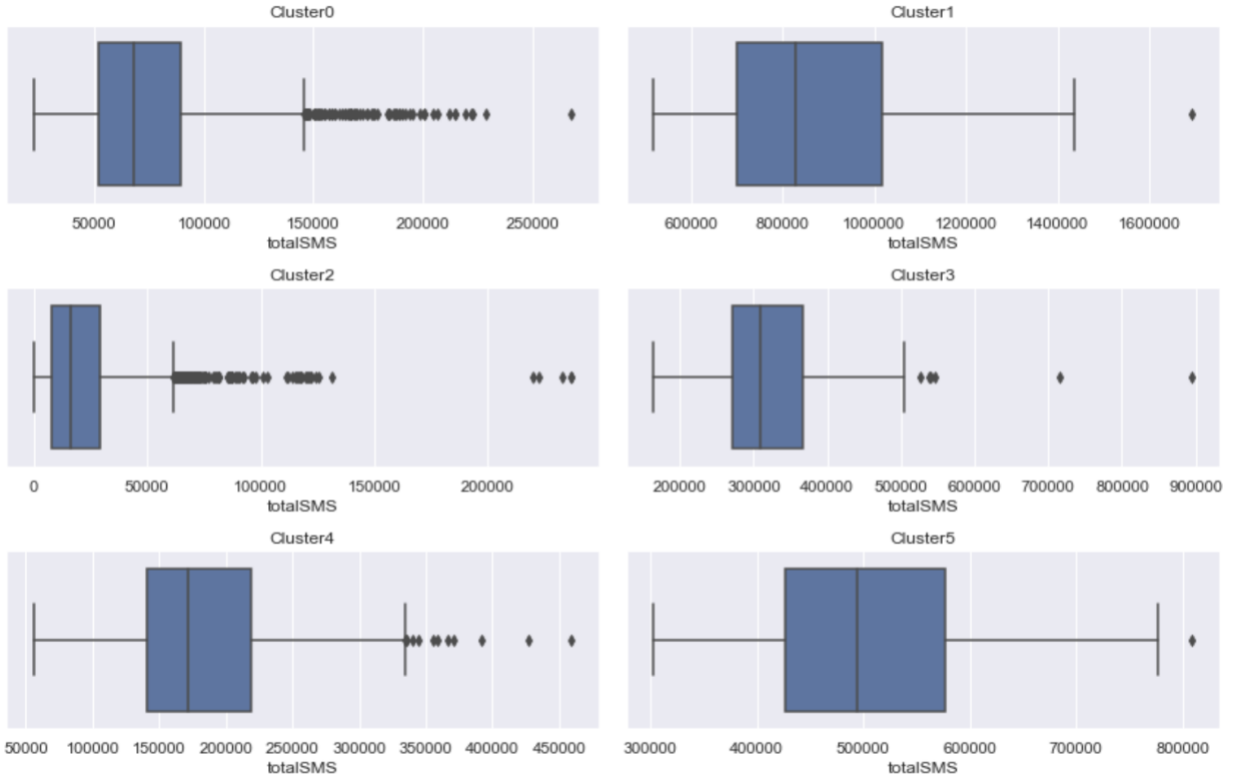 Cluster0
50000 100000 150000 200000 250000
totalSMS
Cluster1
600000 800000 1000000 1200000 1400000 1600000
totalSMS
Cluster2
0 50000 100000 150000 200000
totalSMS
Cluster3
200000 300000 400000 500000 600000 700000 800000 900000
totalSMS
Cluster4
50000 100000 150000 200000 250000 300000 350000 400000 450000
totalSMS
Cluster5
300000 400000 500000 600000 700000 800000
totalSMS